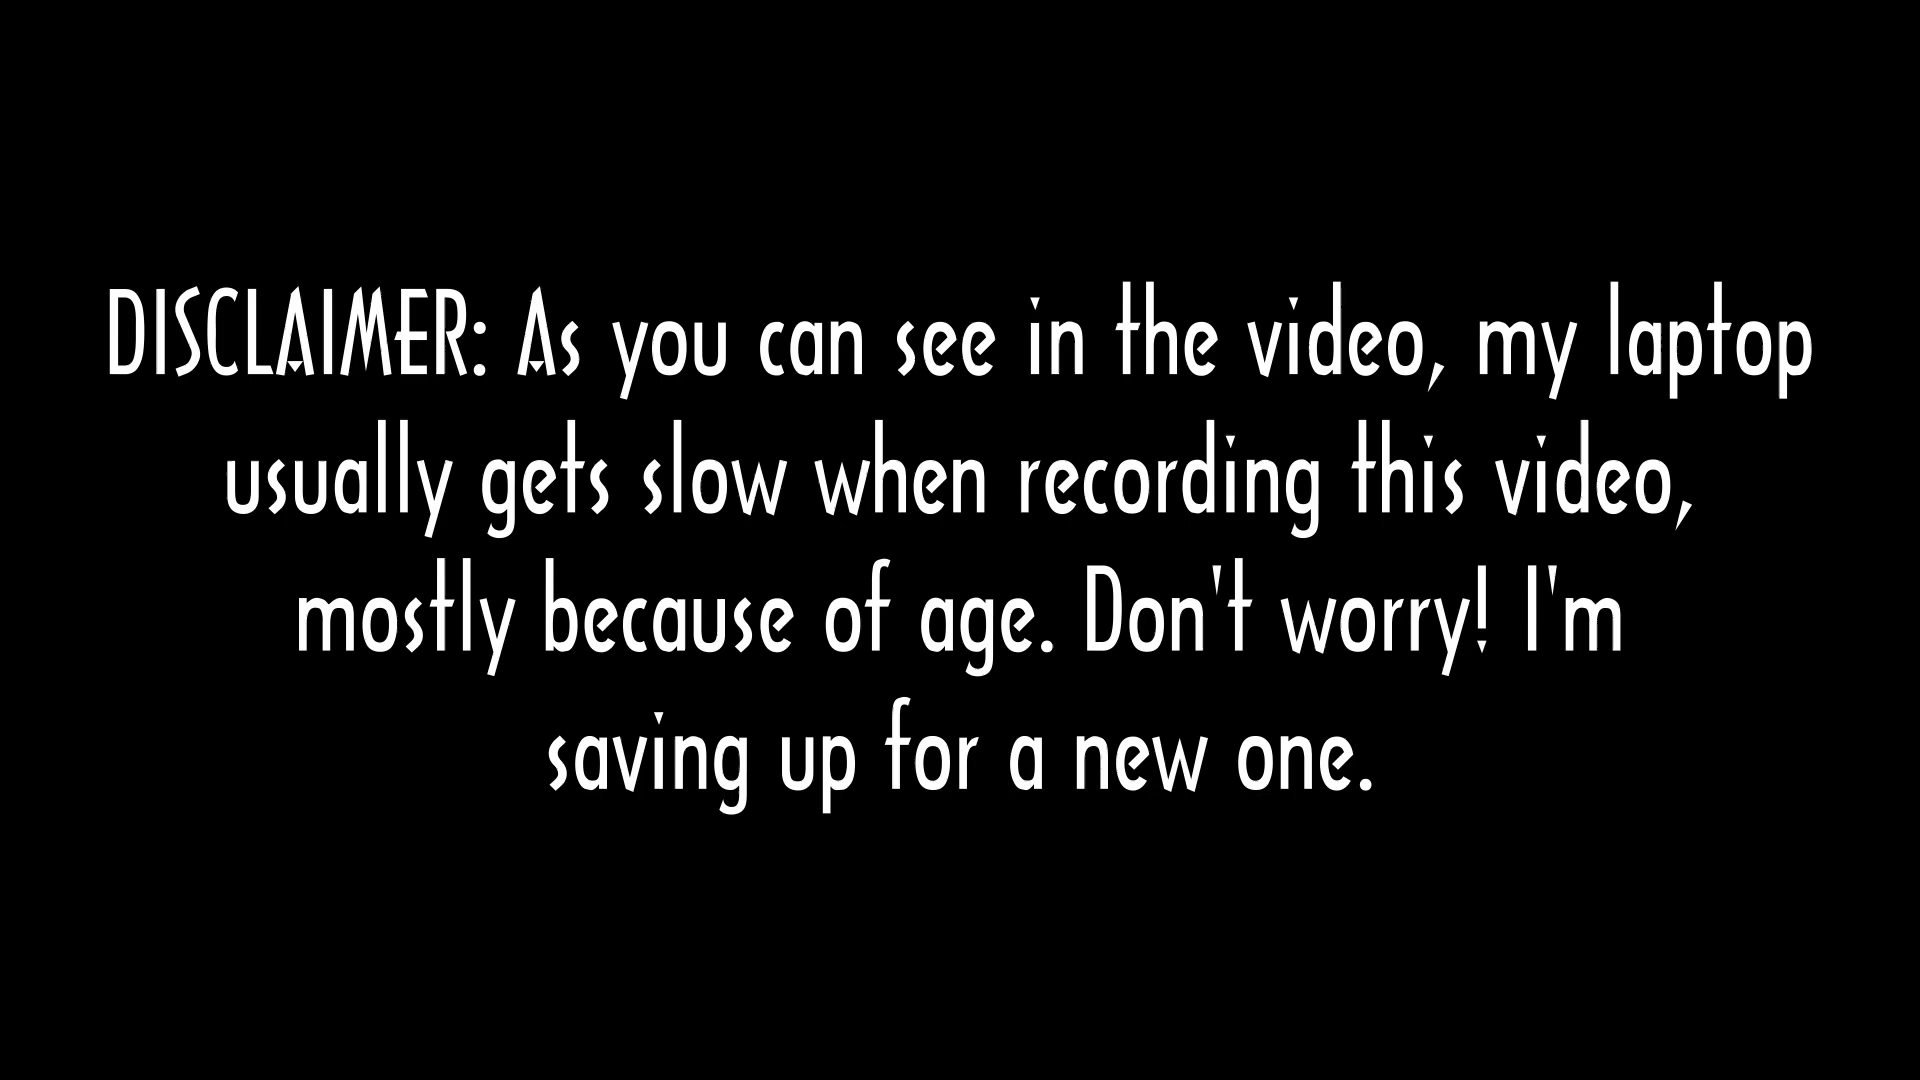 DISCLAIMER: As you can see in the video, my laptop
usually gets slow when recording this video,
mostly because of age. Don't worry! I'm
saving up for a new one.